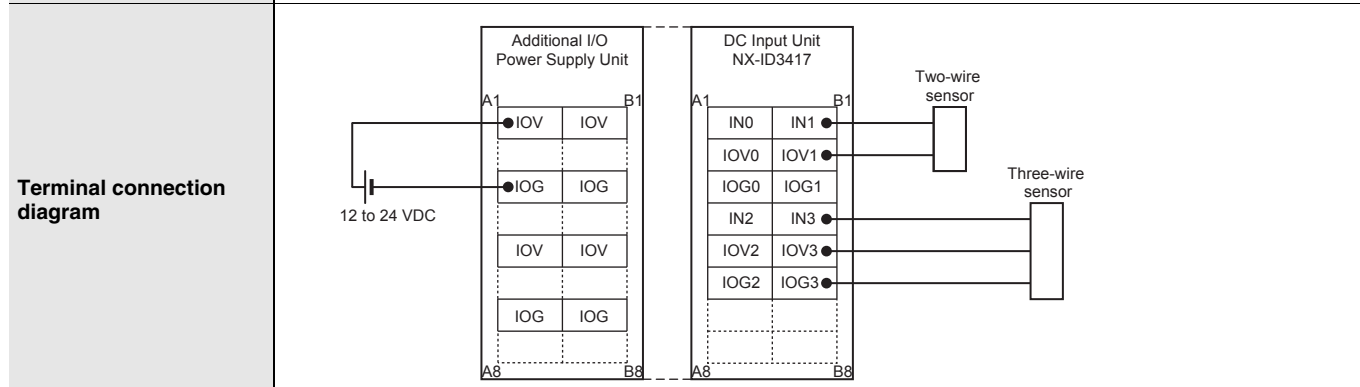 Terminal connection
diagram
Additional I/O
Power Supply Unit
A1
B1
IOV IOV
IOG IOG
IOV IOV
IOG IOG
A8
B8
12 to 24 VDC
DC Input Unit
NX-ID3417
A1
B1
IN0 IN1
IOV0 IOV1
IOG0 IOG1
IN2 IN3
IOV2 IOV3
IOG2 IOG3
A8
B8
Two-wire
sensor
Three-wire
sensor